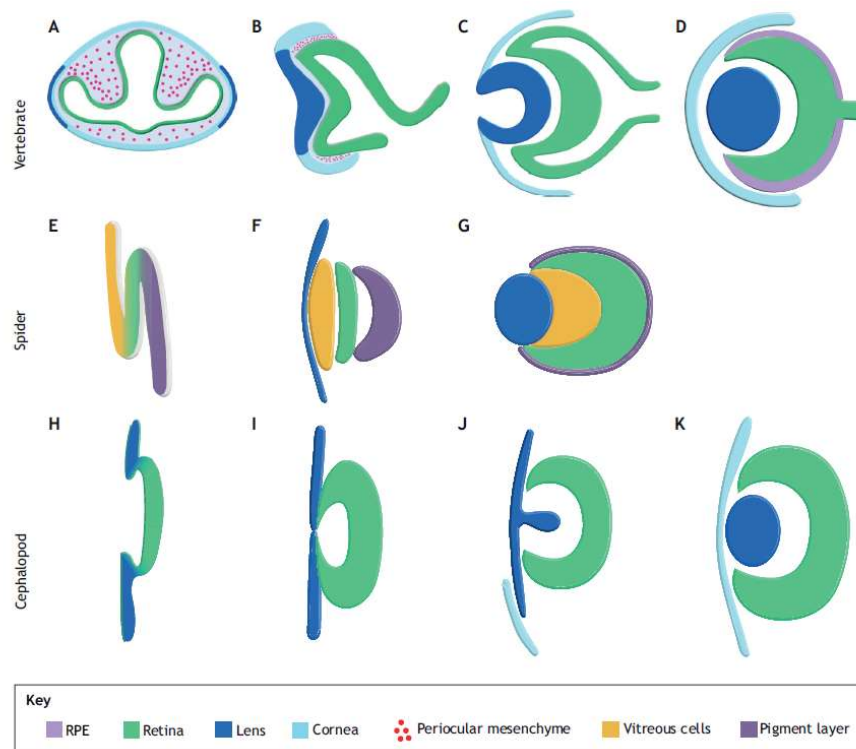 A B C D
Vertebrate
E F G
Spider
H I J K
Cephalopod
Key
RPE Retina Lens Cornea Periocular mesenchyme Vitreous cells Pigment layer